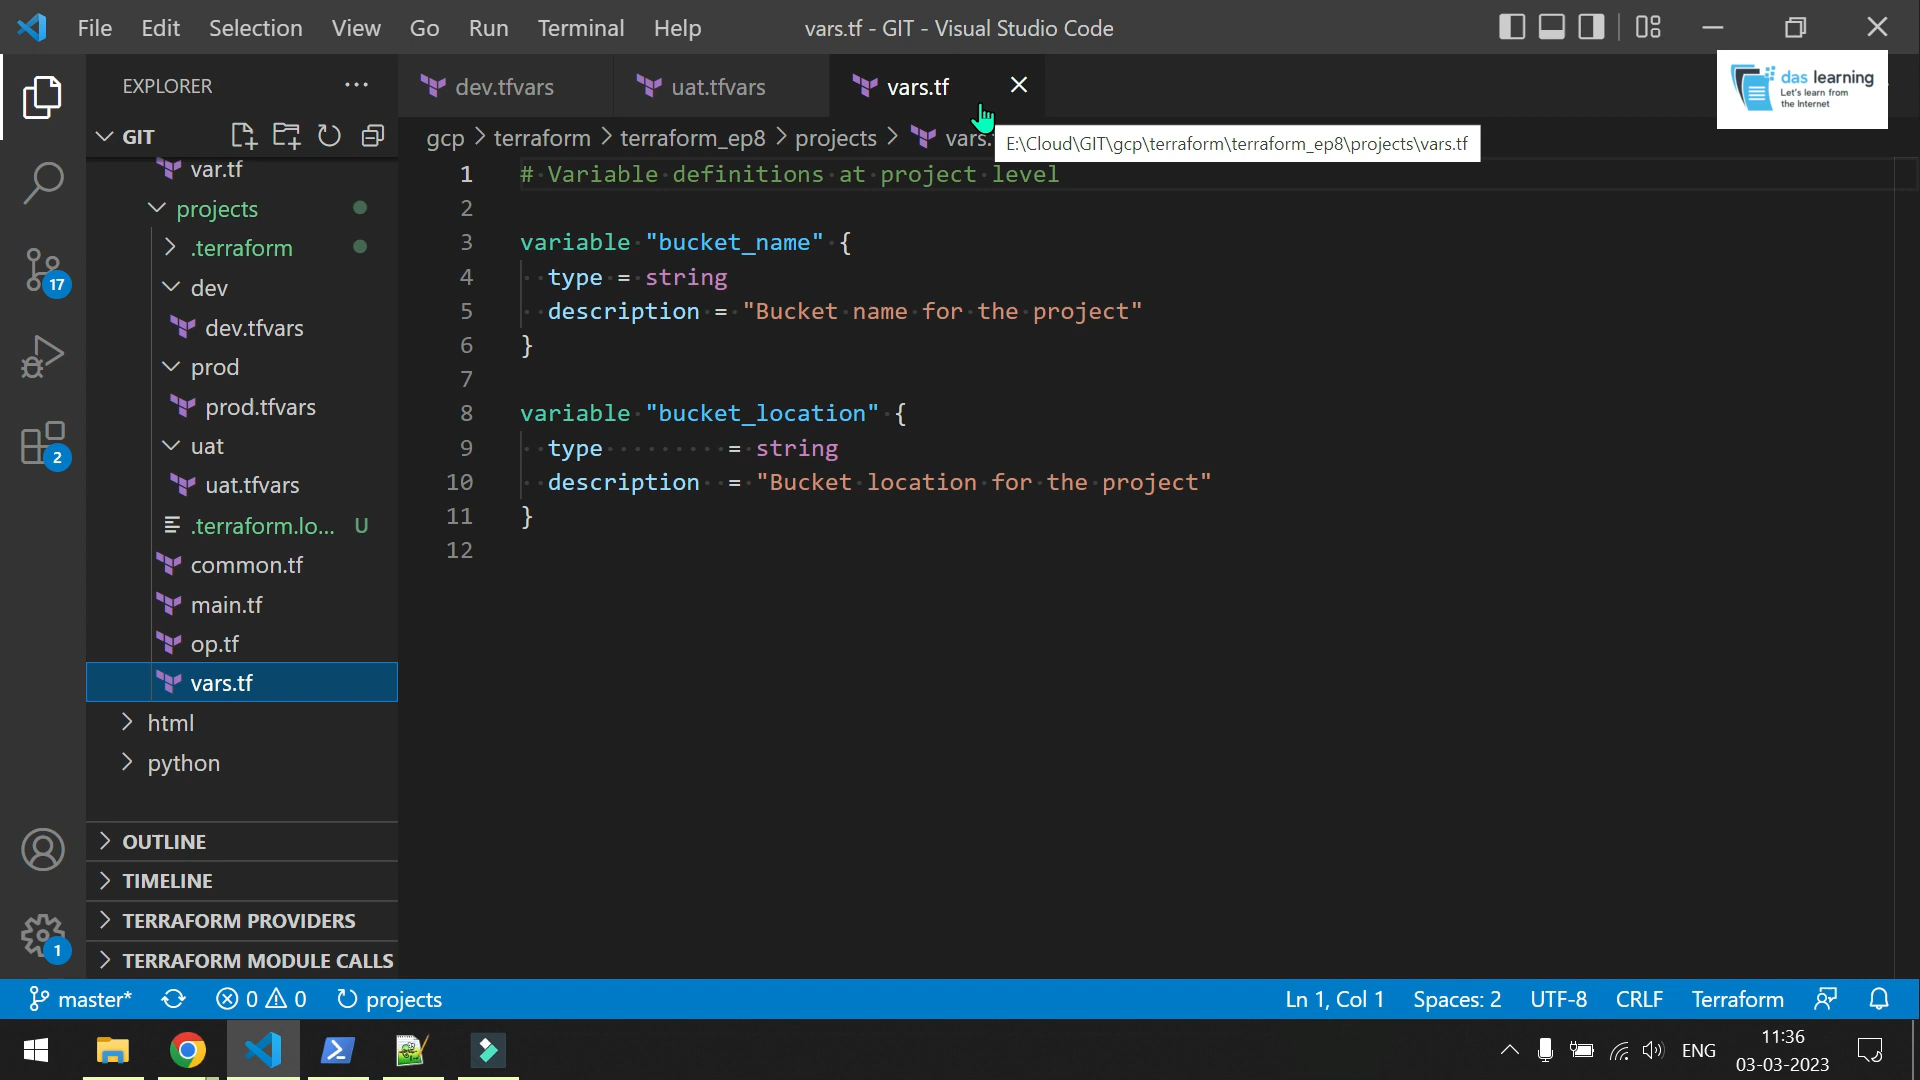 File Edit Selection View Go Run Terminal Help
vars.tf - GIT - Visual Studio Code
das learning
Let's learn from
the Internet
EXPLORER
dev.tfvars
uat.tfvars
vars.tf
GIT
gcp > terraform > terraform_ep8 > projects > vars.
E:\Cloud\GIT\gcp\terraform\terraform_ep8\projects\vars.tf
var.tf
projects
.terraform
dev
dev.tfvars
prod
prod.tfvars
uat
uat.tfvars
.terraform.lo... U
common.tf
main.tf
op.tf
vars.tf
html
python
OUTLINE
TIMELINE
TERRAFORM PROVIDERS
TERRAFORM MODULE CALLS
17
2
1
1 # Variable definitions at project level
2
3 variable "bucket_name" {
4 type = string
5 description = "Bucket name for the project"
6 }
7
8 variable "bucket_location" {
9 type = string
10 description = "Bucket location for the project"
11 }
12
master* 0 0 projects
Ln 1, Col 1 Spaces: 2 UTF-8 CRLF Terraform
ENG
11:36
03-03-2023